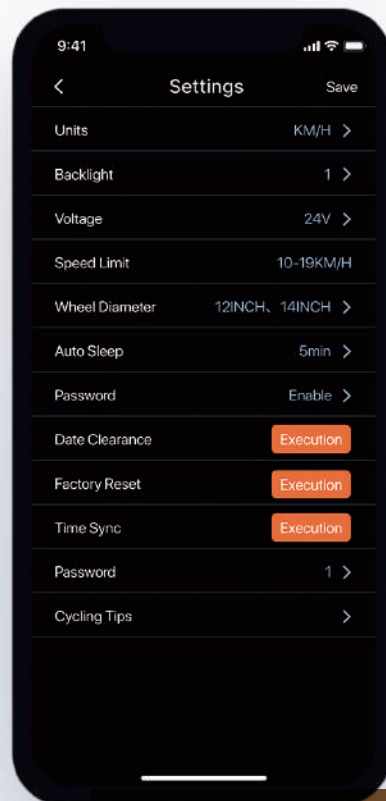 9:41
Settings
Save
Units KM/H
Backlight 1
Voltage 24V
Speed Limit 10-19KM/H
Wheel Diameter 12INCH、14INCH
Auto Sleep 5min
Password Enable
Date Clearance Execution
Factory Reset Execution
Time Sync Execution
Password 1
Cycling Tips